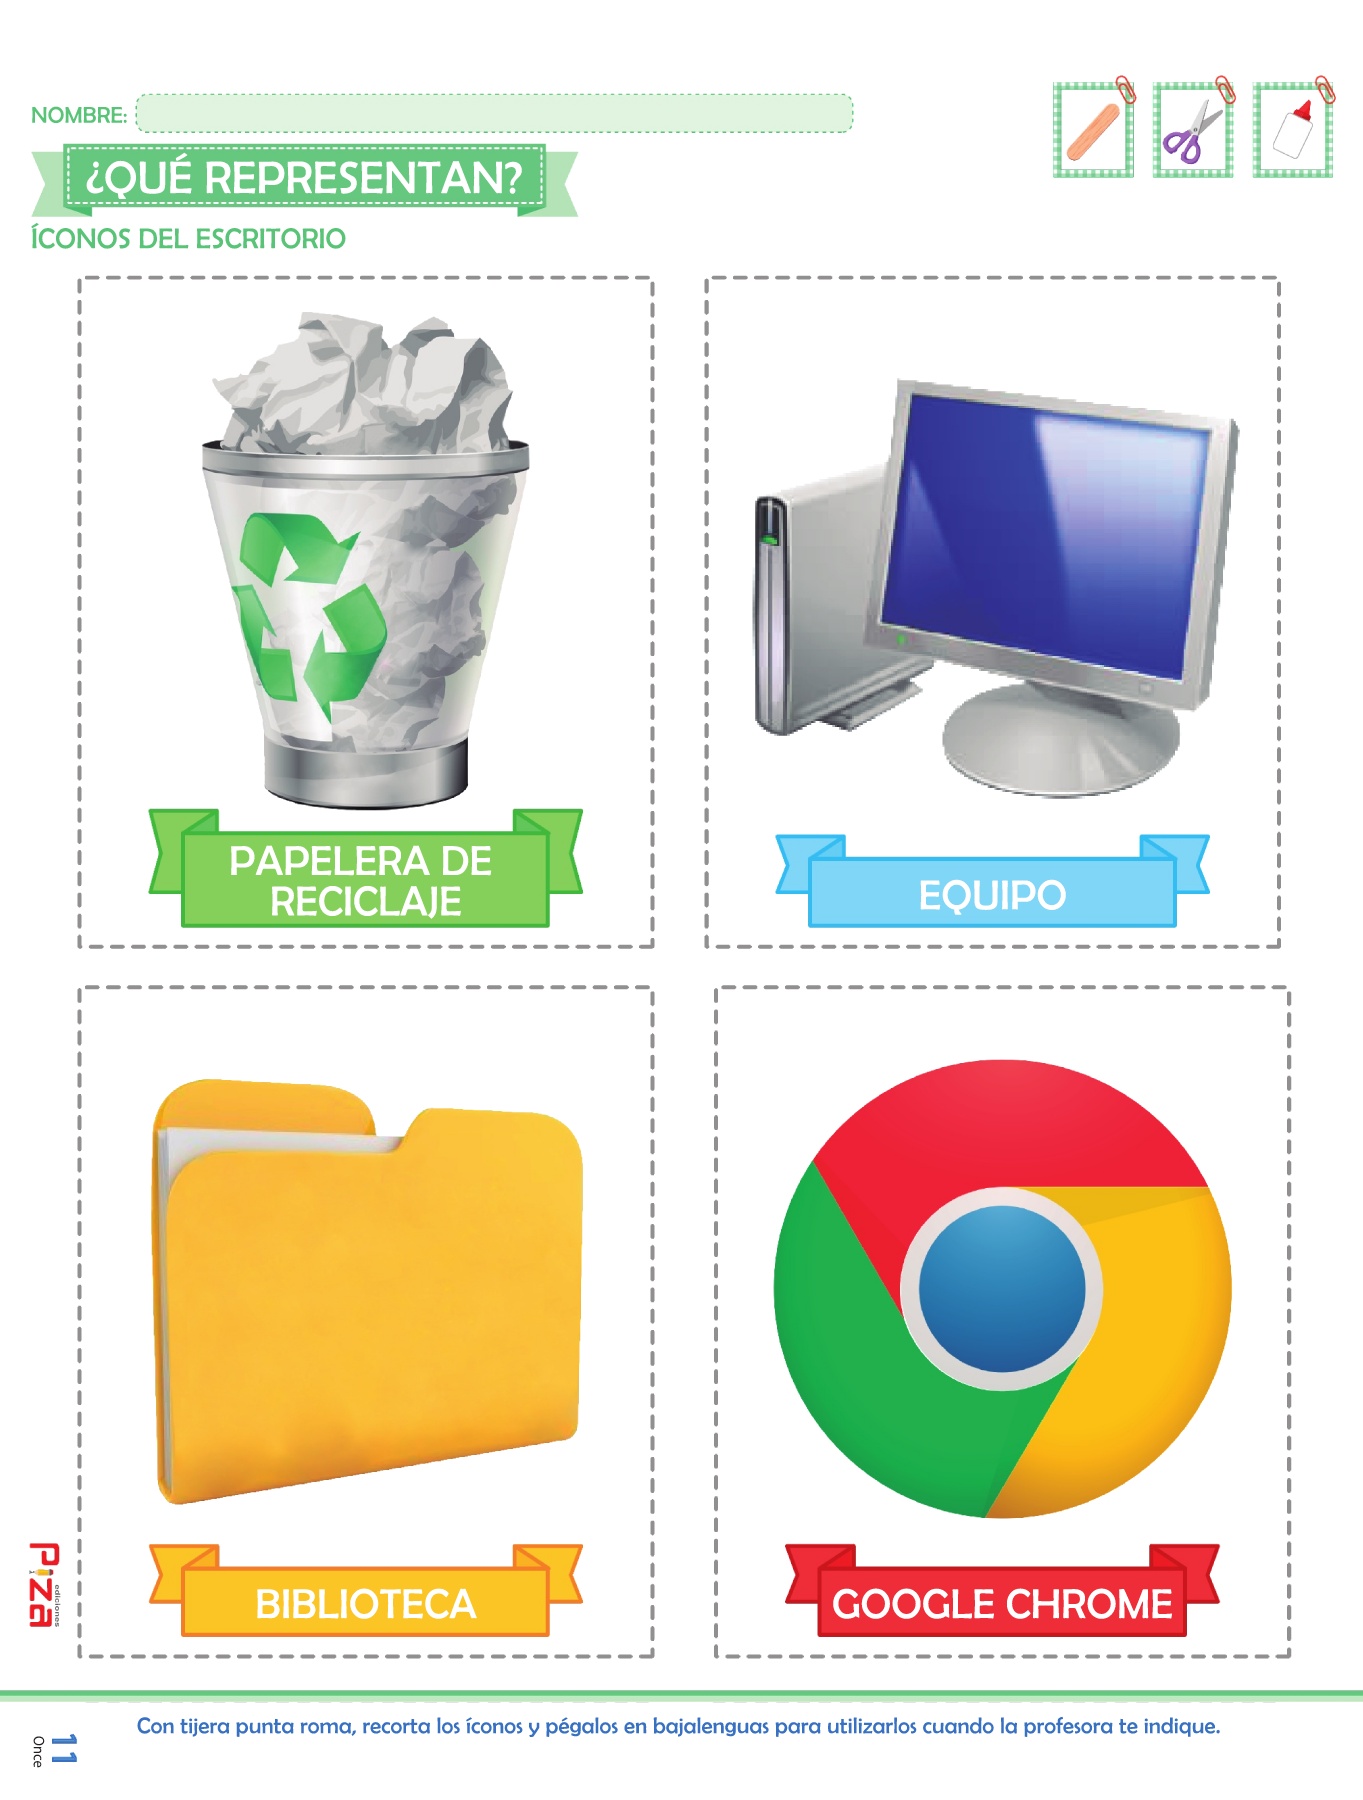 NOMBRE:
¿QUÉ REPRESENTAN?
ÍCONOS DEL ESCRITORIO
PAPELERA DE
RECICLAJE
EQUIPO
BIBLIOTECA
GOOGLE CHROME
Piza
ediciones
Con tijera punta roma, recorta los íconos y pégalos en bajalenguas para utilizarlos cuando la profesora te indique.
11
Once